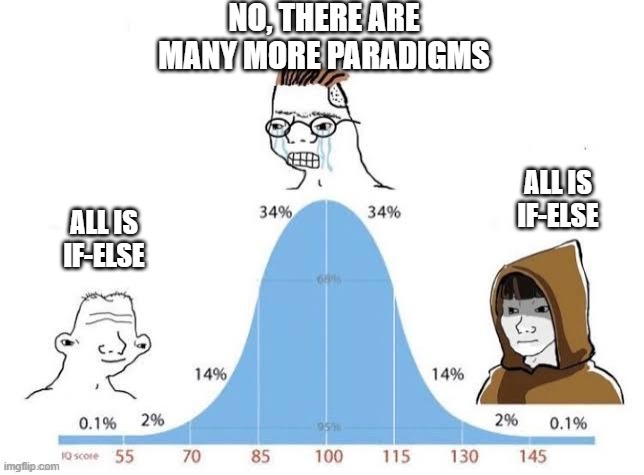 NO, THERE ARE
MANY MORE PARADIGMS
ALL IS
IF-ELSE
ALL IS
IF-ELSE
34% 34%
68%
14% 14%
0.1% 2% 95% 2% 0.1%
IQ score 55 70 85 100 115 130 145
imgflip.com